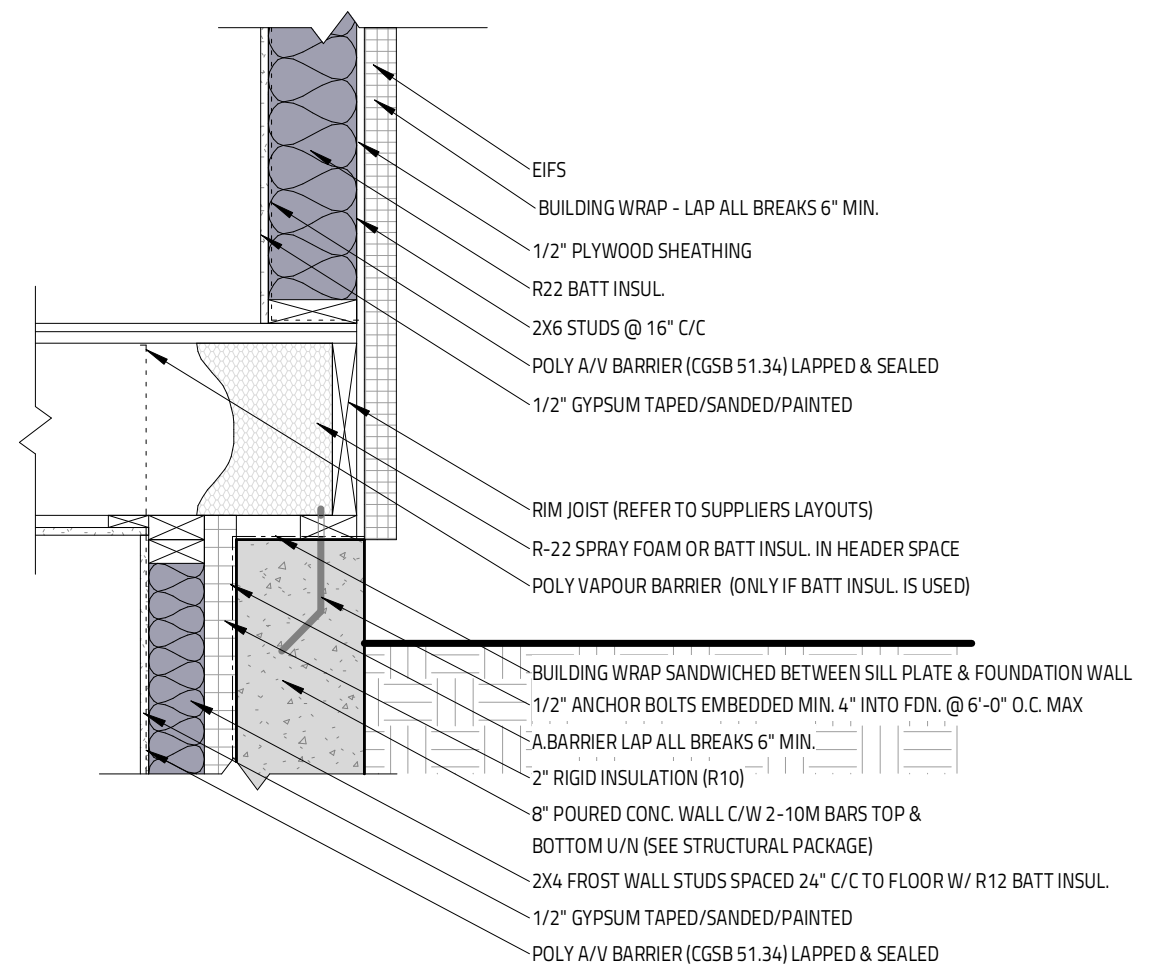 EIFS
BUILDING WRAP - LAP ALL BREAKS 6" MIN.
1/2" PLYWOOD SHEATHING
R22 BATT INSUL.
2X6 STUDS @ 16" C/C
POLY A/V BARRIER (CGSB 51.34) LAPPED & SEALED
1/2" GYPSUM TAPED/SANDED/PAINTED
RIM JOIST (REFER TO SUPPLIERS LAYOUTS)
R-22 SPRAY FOAM OR BATT INSUL. IN HEADER SPACE
POLY VAPOUR BARRIER (ONLY IF BATT INSUL. IS USED)
BUILDING WRAP SANDWICHED BETWEEN SILL PLATE & FOUNDATION WALL
1/2" ANCHOR BOLTS EMBEDDED MIN. 4" INTO FDN. @ 6'-0" O.C. MAX
A.BARRIER LAP ALL BREAKS 6" MIN.
2" RIGID INSULATION (R10)
8" POURED CONC. WALL C/W 2-10M BARS TOP &
BOTTOM U/N (SEE STRUCTURAL PACKAGE)
2X4 FROST WALL STUDS SPACED 24" C/C TO FLOOR W/ R12 BATT INSUL.
1/2" GYPSUM TAPED/SANDED/PAINTED
POLY A/V BARRIER (CGSB 51.34) LAPPED & SEALED